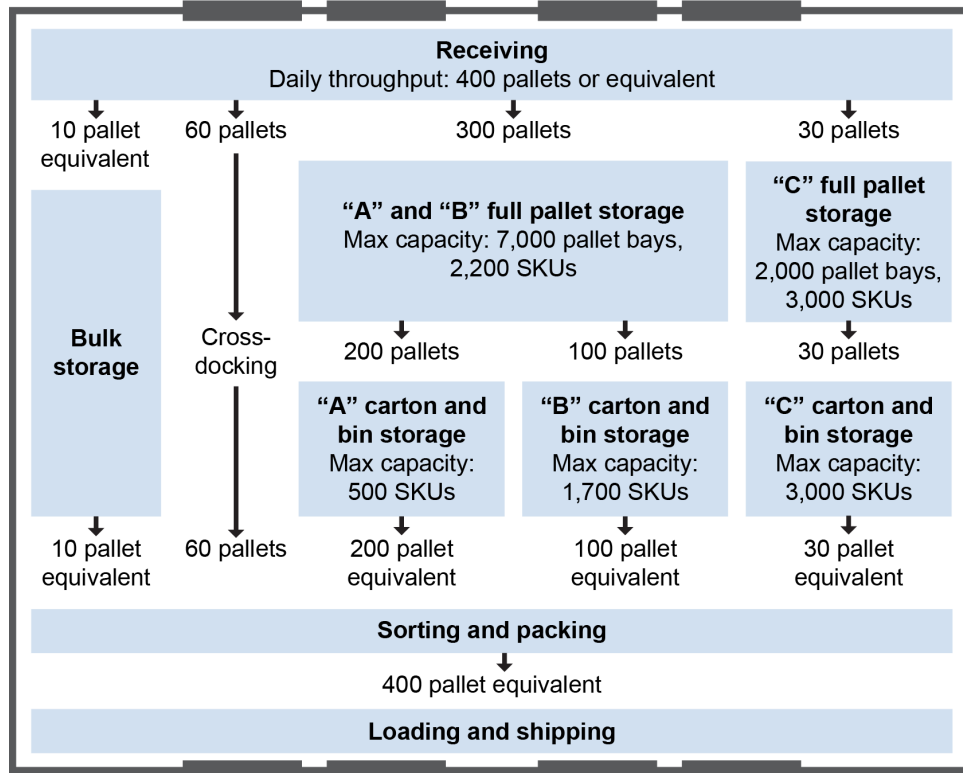 Receiving
Daily throughput: 400 pallets or equivalent
10 pallet
equivalent
60 pallets
300 pallets
30 pallets
Bulk
storage
Cross-
docking
“A” and “B” full pallet storage
Max capacity: 7,000 pallet bays,
2,200 SKUs
“C” full pallet
storage
Max capacity:
2,000 pallet bays,
3,000 SKUs
200 pallets
100 pallets
30 pallets
“A” carton and
bin storage
Max capacity:
500 SKUs
“B” carton and
bin storage
Max capacity:
1,700 SKUs
“C” carton and
bin storage
Max capacity:
3,000 SKUs
10 pallet
equivalent
60 pallets
200 pallet
equivalent
100 pallet
equivalent
30 pallet
equivalent
Sorting and packing
400 pallet equivalent
Loading and shipping